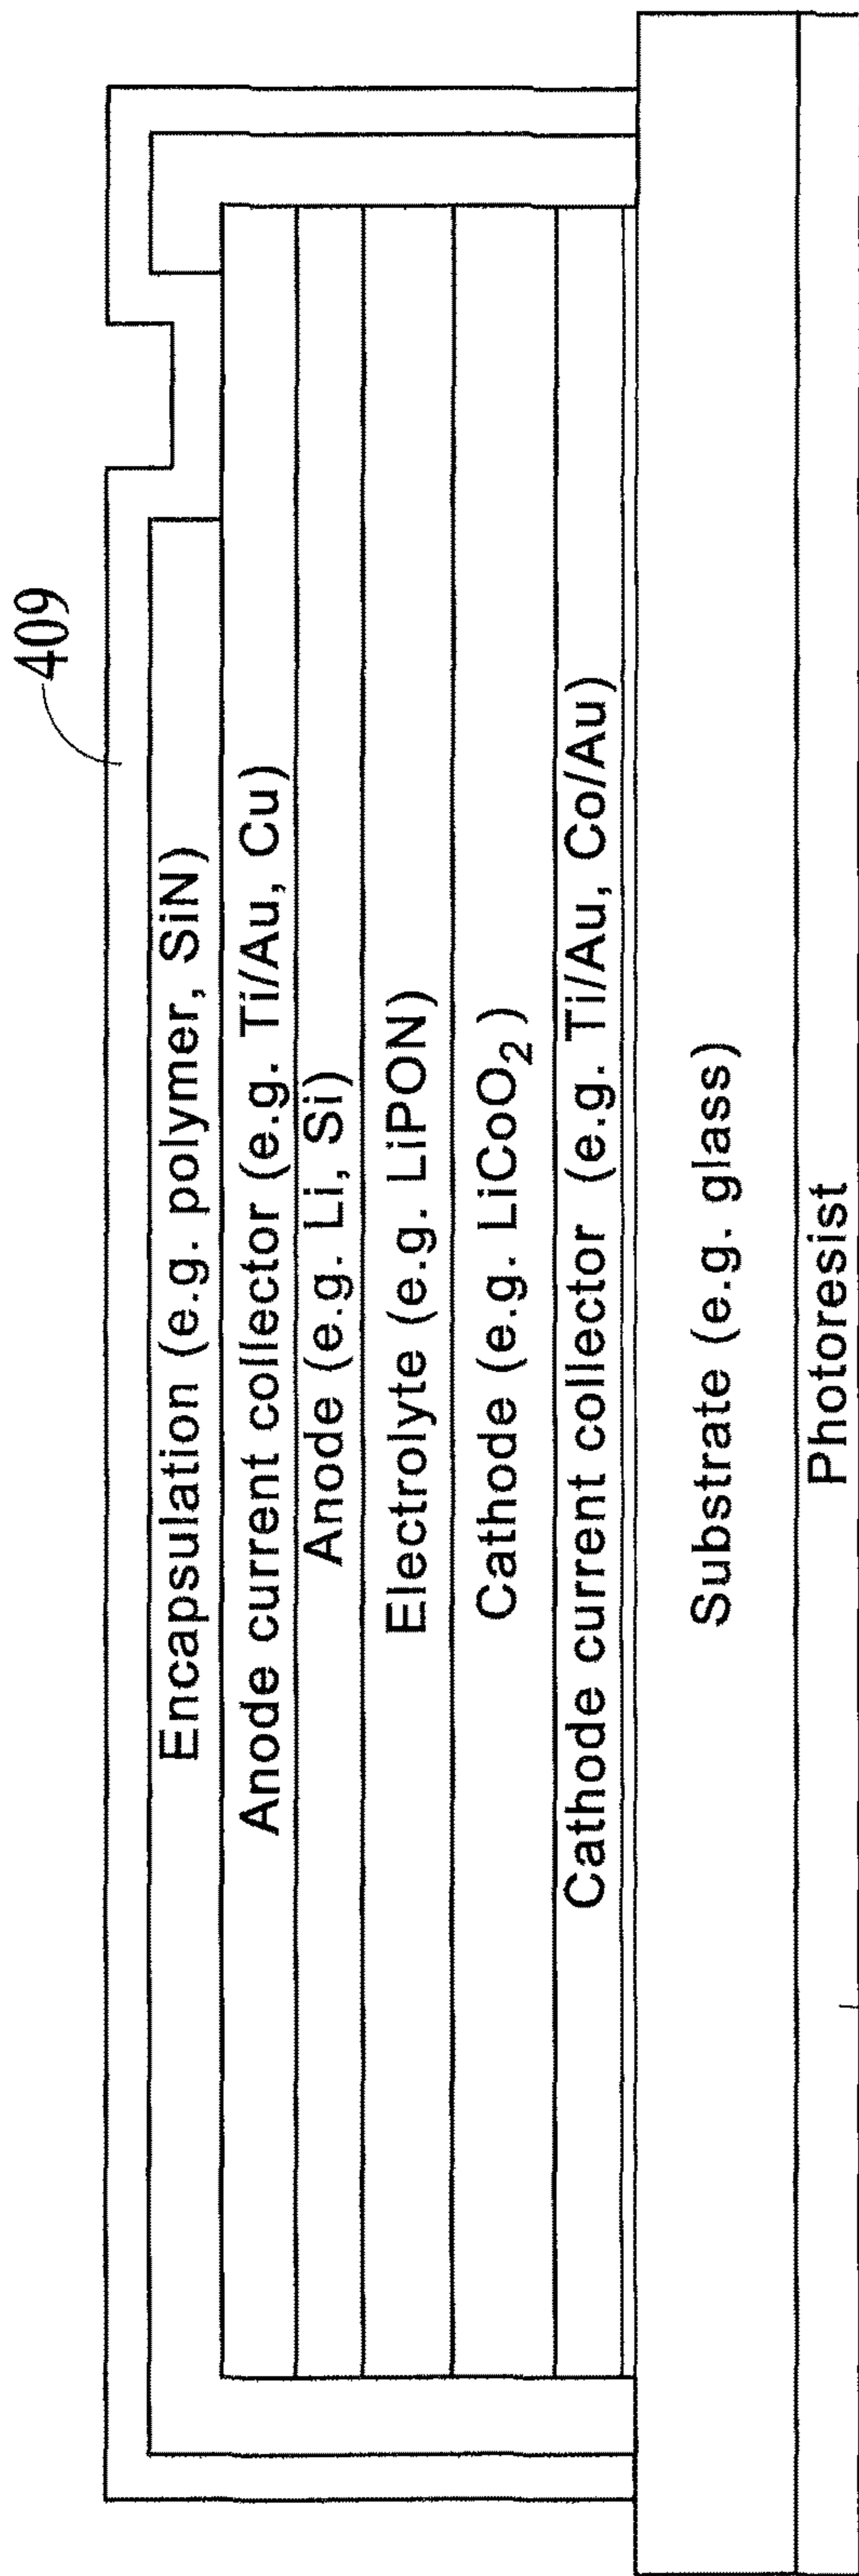 409
Encapsulation (e.g. polymer, SiN)
Anode current collector (e.g. Ti/Au, Cu)
Anode (e.g. Li, Si)
Electrolyte (e.g. LiPON)
Cathode (e.g. LiCoO₂)
Cathode current collector (e.g. Ti/Au, Co/Au)
Substrate (e.g. glass)
Photoresist